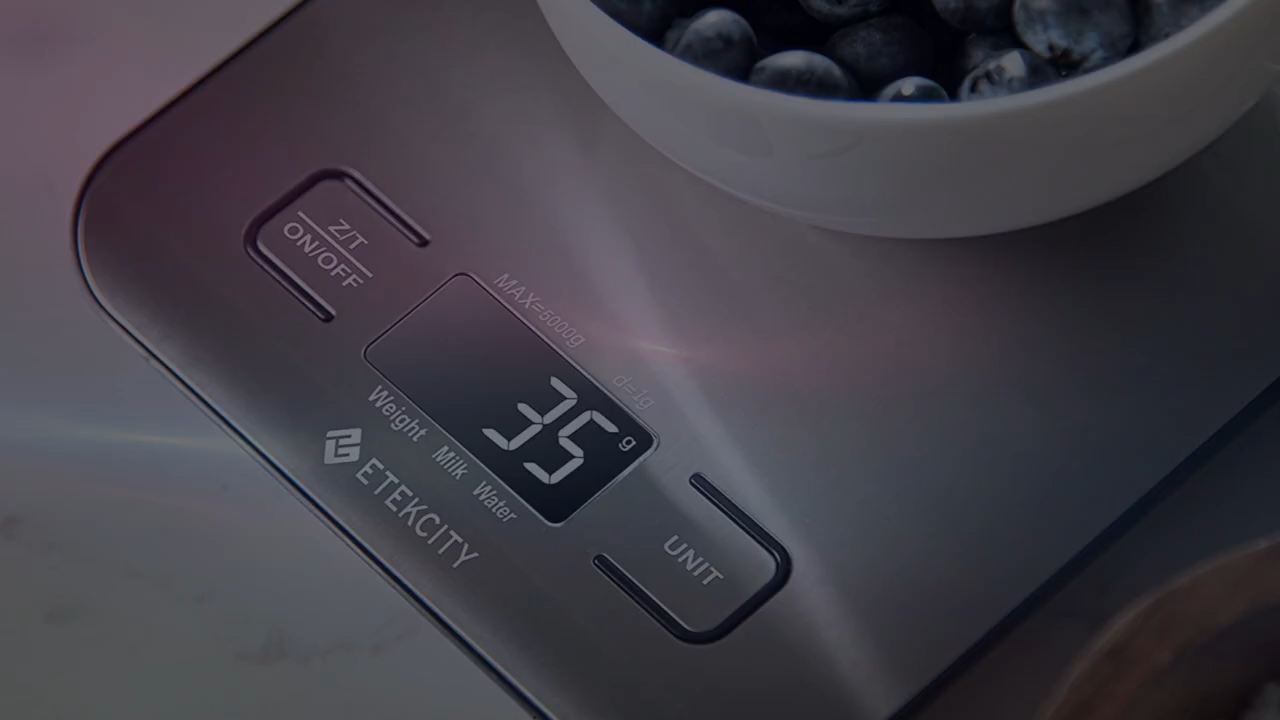 Z/T
ON/OFF
MAX=5000g
d=1g
35 g
Weight Milk Water
ETEKCITY
UNIT